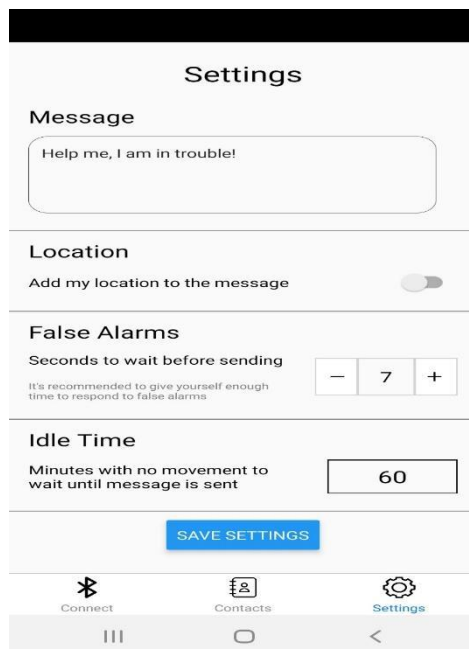 Settings
Message
Help me, I am in trouble!
Location
Add my location to the message
False Alarms
Seconds to wait before sending
It's recommended to give yourself enough
time to respond to false alarms
− 7 +
Idle Time
Minutes with no movement to
wait until message is sent
60
SAVE SETTINGS
Connect Contacts Settings